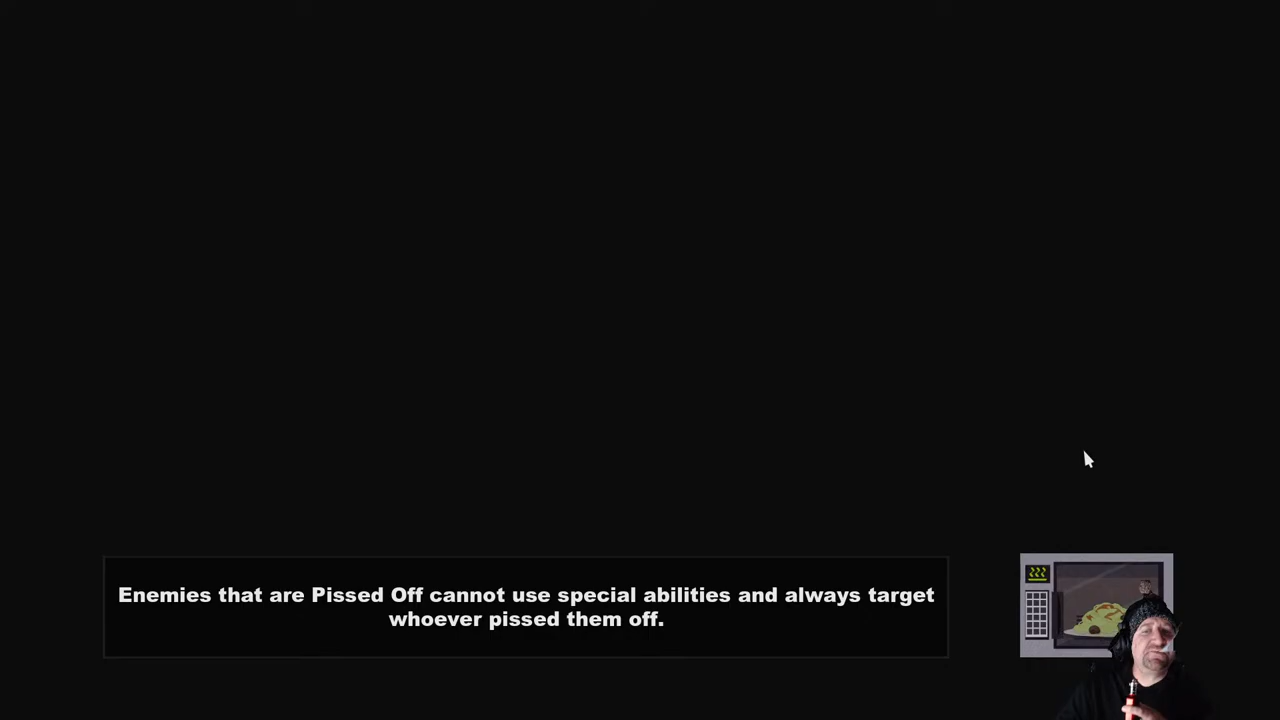 Enemies that are Pissed Off cannot use special abilities and always target
whoever pissed them off.